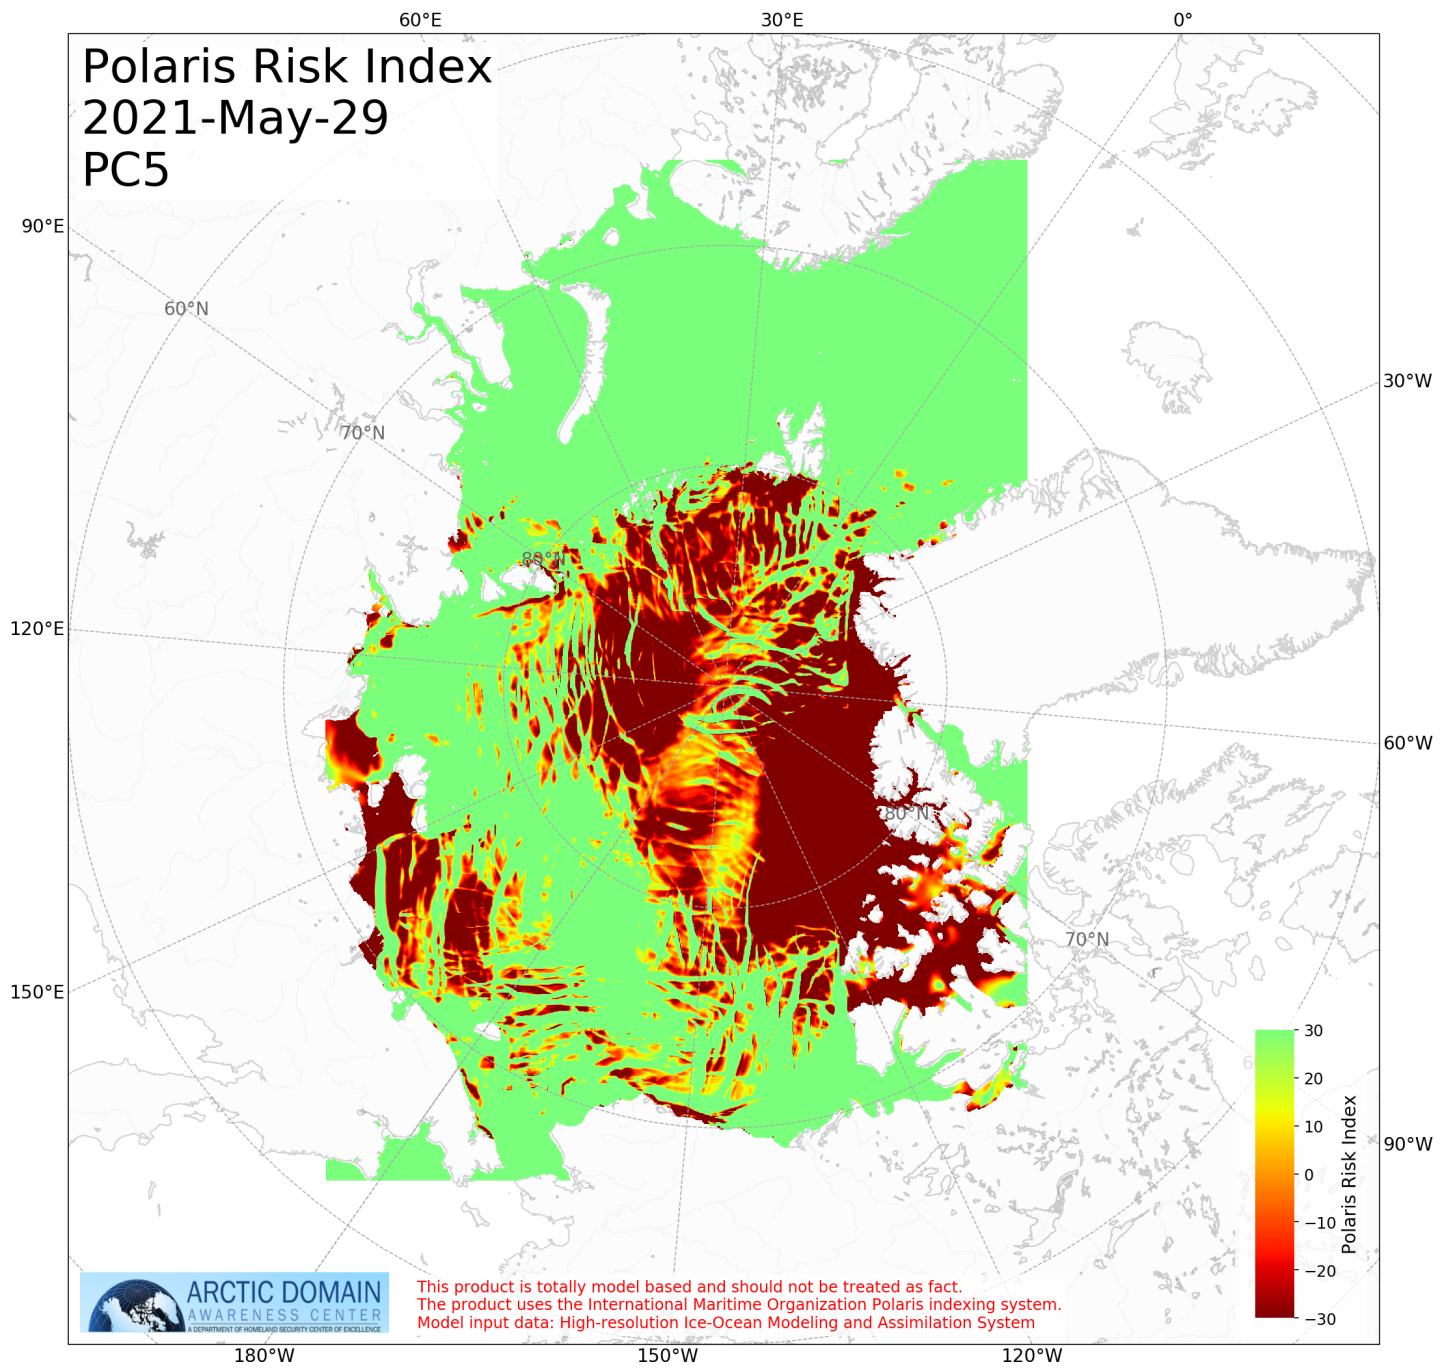 60°E 30°E 0°
Polaris Risk Index
2021-May-29
PC5
90°E
60°N
30°W
70°N
80°N
120°E
60°W
80°N
70°N
150°E
30
20
10
0
−10
−20
−30
Polaris Risk Index
90°W
ARCTIC DOMAIN
AWARENESS CENTER
A DEPARTMENT OF HOMELAND SECURITY CENTER OF EXCELLENCE
This product is totally model based and should not be treated as fact.
The product uses the International Maritime Organization Polaris indexing system.
Model input data: High-resolution Ice-Ocean Modeling and Assimilation System
180°W 150°W 120°W